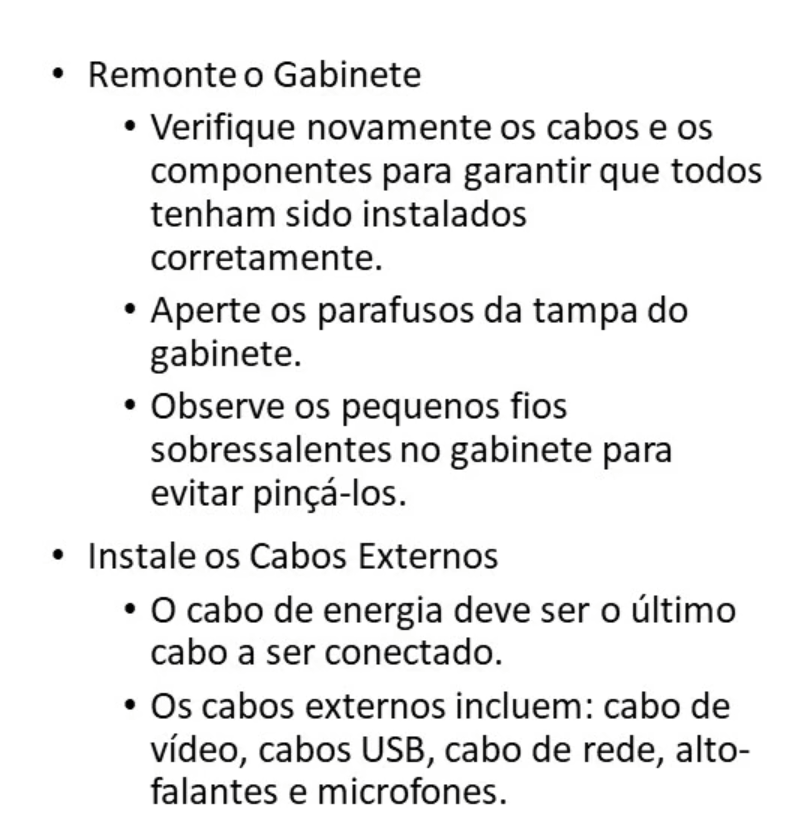 • Remonte o Gabinete
• Verifique novamente os cabos e os
componentes para garantir que todos
tenham sido instalados
corretamente.
• Aperte os parafusos da tampa do
gabinete.
• Observe os pequenos fios
sobressalentes no gabinete para
evitar pinçá-los.
• Instale os Cabos Externos
• O cabo de energia deve ser o último
cabo a ser conectado.
• Os cabos externos incluem: cabo de
vídeo, cabos USB, cabo de rede, alto-
falantes e microfones.